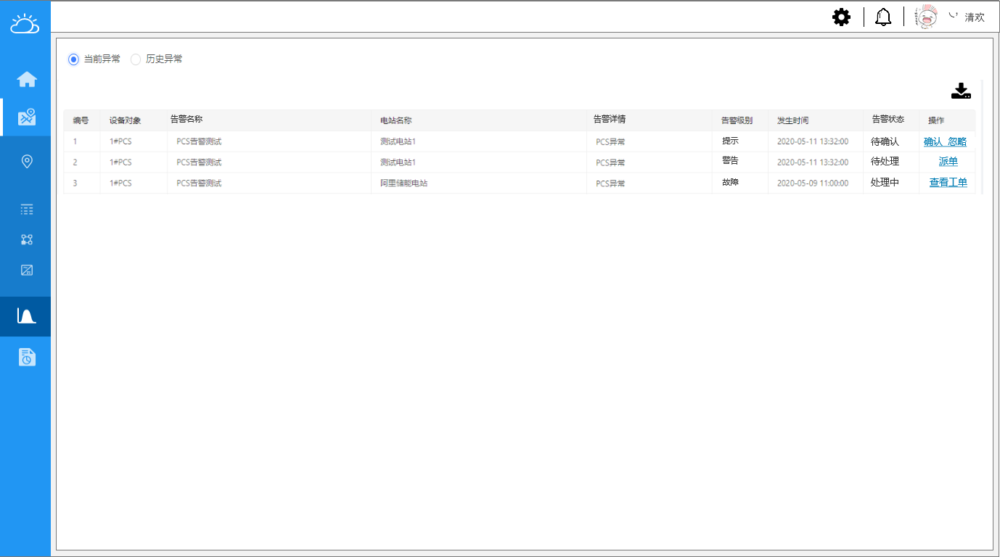 清欢
当前异常 历史异常
编号 设备对象 告警名称 电站名称 告警详情 告警级别 发生时间 告警状态 操作
1 1#PCS PCS告警测试 测试电站1 PCS异常 提示 2020-05-11 13:32:00 待确认 确认 忽略
2 1#PCS PCS告警测试 测试电站1 PCS异常 警告 2020-05-11 13:32:00 待处理 派单
3 1#PCS PCS告警测试 阿里储能电站 PCS异常 故障 2020-05-09 11:00:00 处理中 查看工单